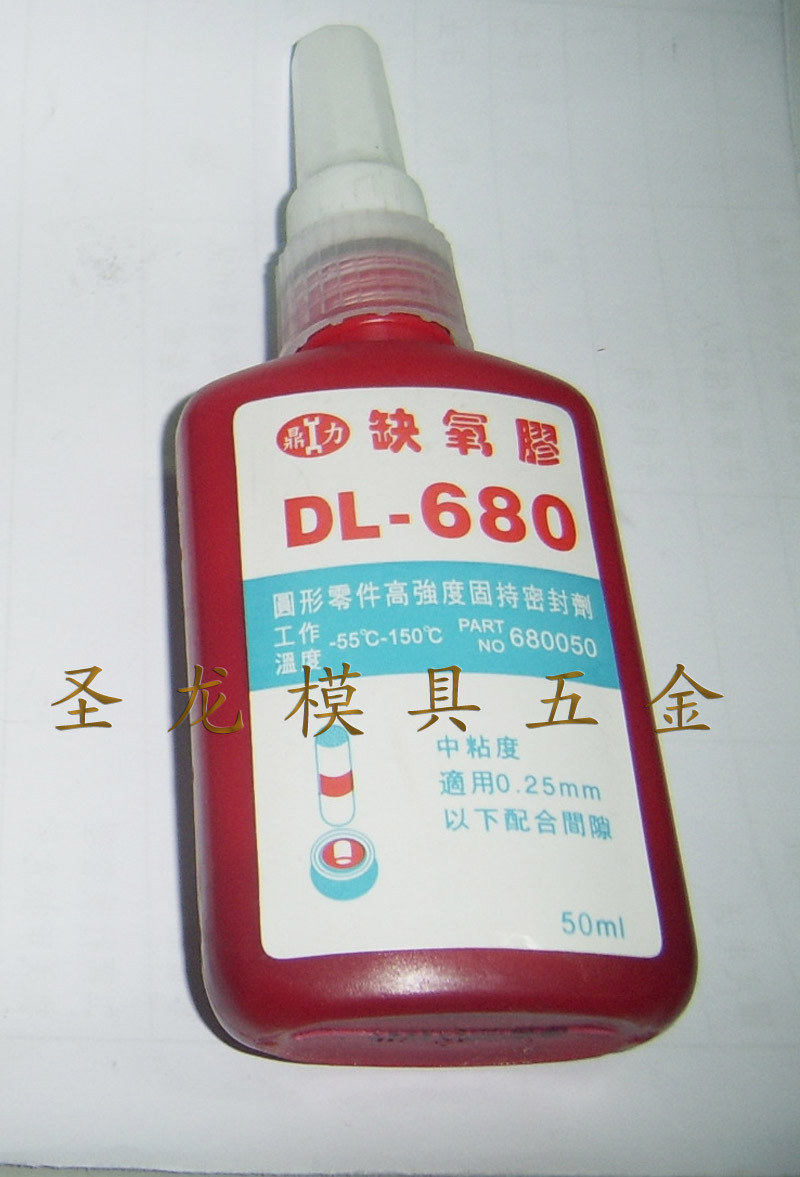 鼎力 缺氧膠
DL-680
圓形零件高強度固持密封劑
工作溫度 -55℃-150℃ PART NO 680050
圣龙模具五金
中粘度
適用0.25mm
以下配合間隙
50ml